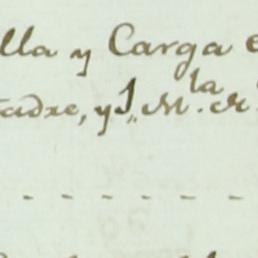 lla y Carga e
adre, y S. M. la R